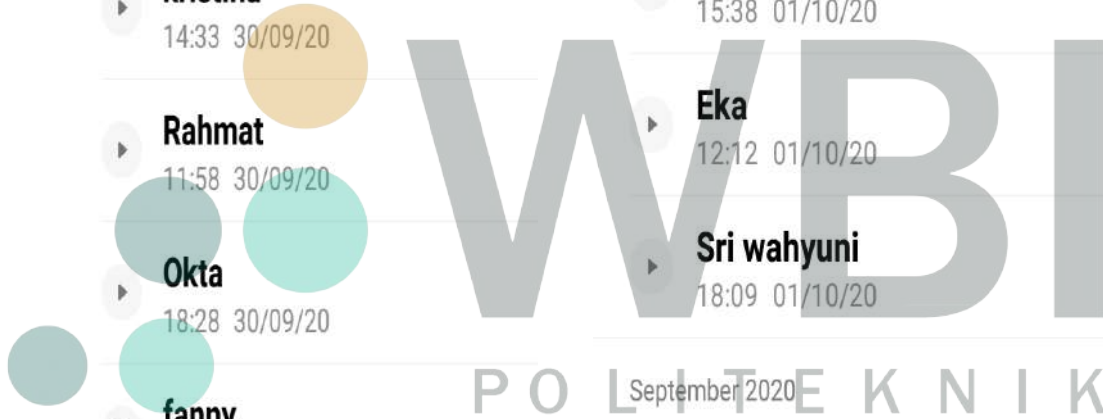 kristina
14:33 30/09/20
Rahmat
11:58 30/09/20
Okta
18:28 30/09/20
fanny
15:38 01/10/20
Eka
12:12 01/10/20
Sri wahyuni
18:09 01/10/20
September 2020
WBI
POLITEKNIK